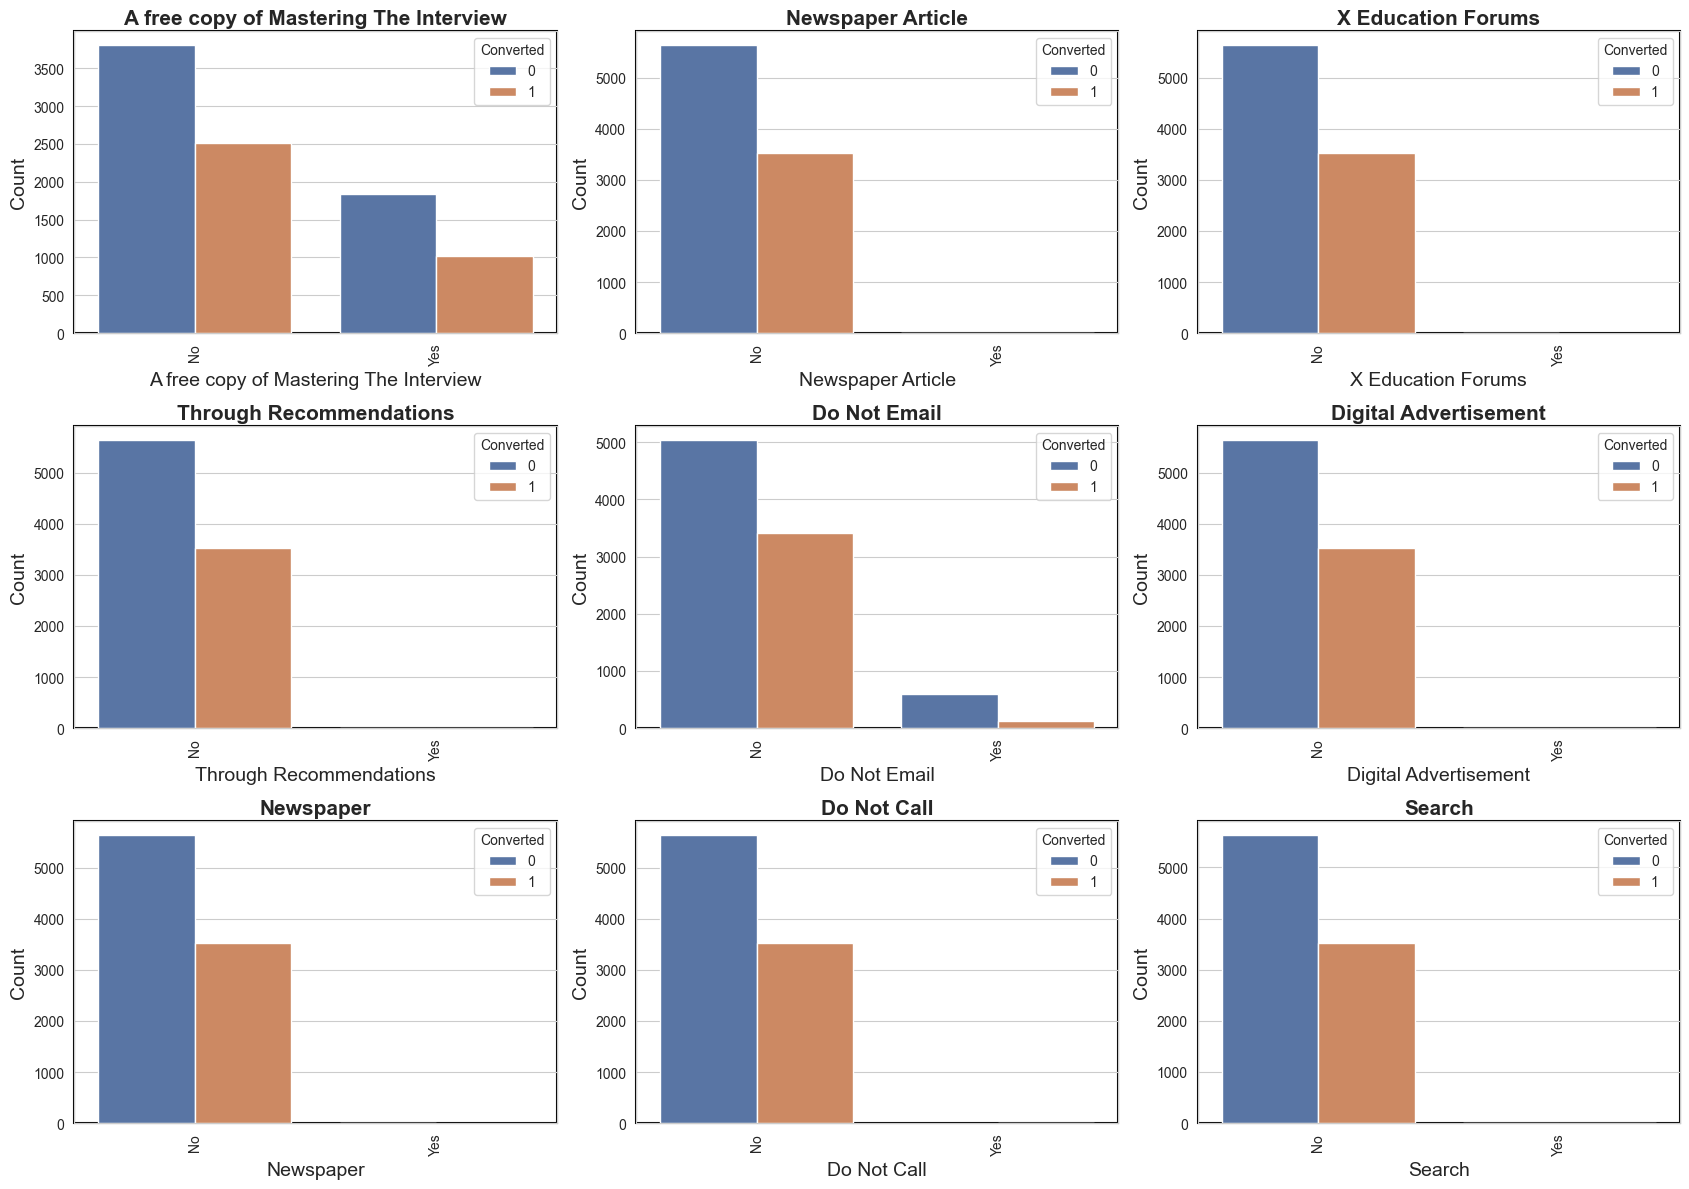 A free copy of Mastering The Interview
Converted
0
1
3500
3000
2500
2000
1500
1000
500
0
Count
No
Yes
A free copy of Mastering The Interview
Newspaper Article
Converted
0
1
5000
4000
3000
2000
1000
0
Count
No
Yes
Newspaper Article
X Education Forums
Converted
0
1
5000
4000
3000
2000
1000
0
Count
No
Yes
X Education Forums
Through Recommendations
Converted
0
1
5000
4000
3000
2000
1000
0
Count
No
Yes
Through Recommendations
Do Not Email
Converted
0
1
5000
4000
3000
2000
1000
0
Count
No
Yes
Do Not Email
Digital Advertisement
Converted
0
1
5000
4000
3000
2000
1000
0
Count
No
Yes
Digital Advertisement
Newspaper
Converted
0
1
5000
4000
3000
2000
1000
0
Count
No
Yes
Newspaper
Do Not Call
Converted
0
1
5000
4000
3000
2000
1000
0
Count
No
Yes
Do Not Call
Search
Converted
0
1
5000
4000
3000
2000
1000
0
Count
No
Yes
Search